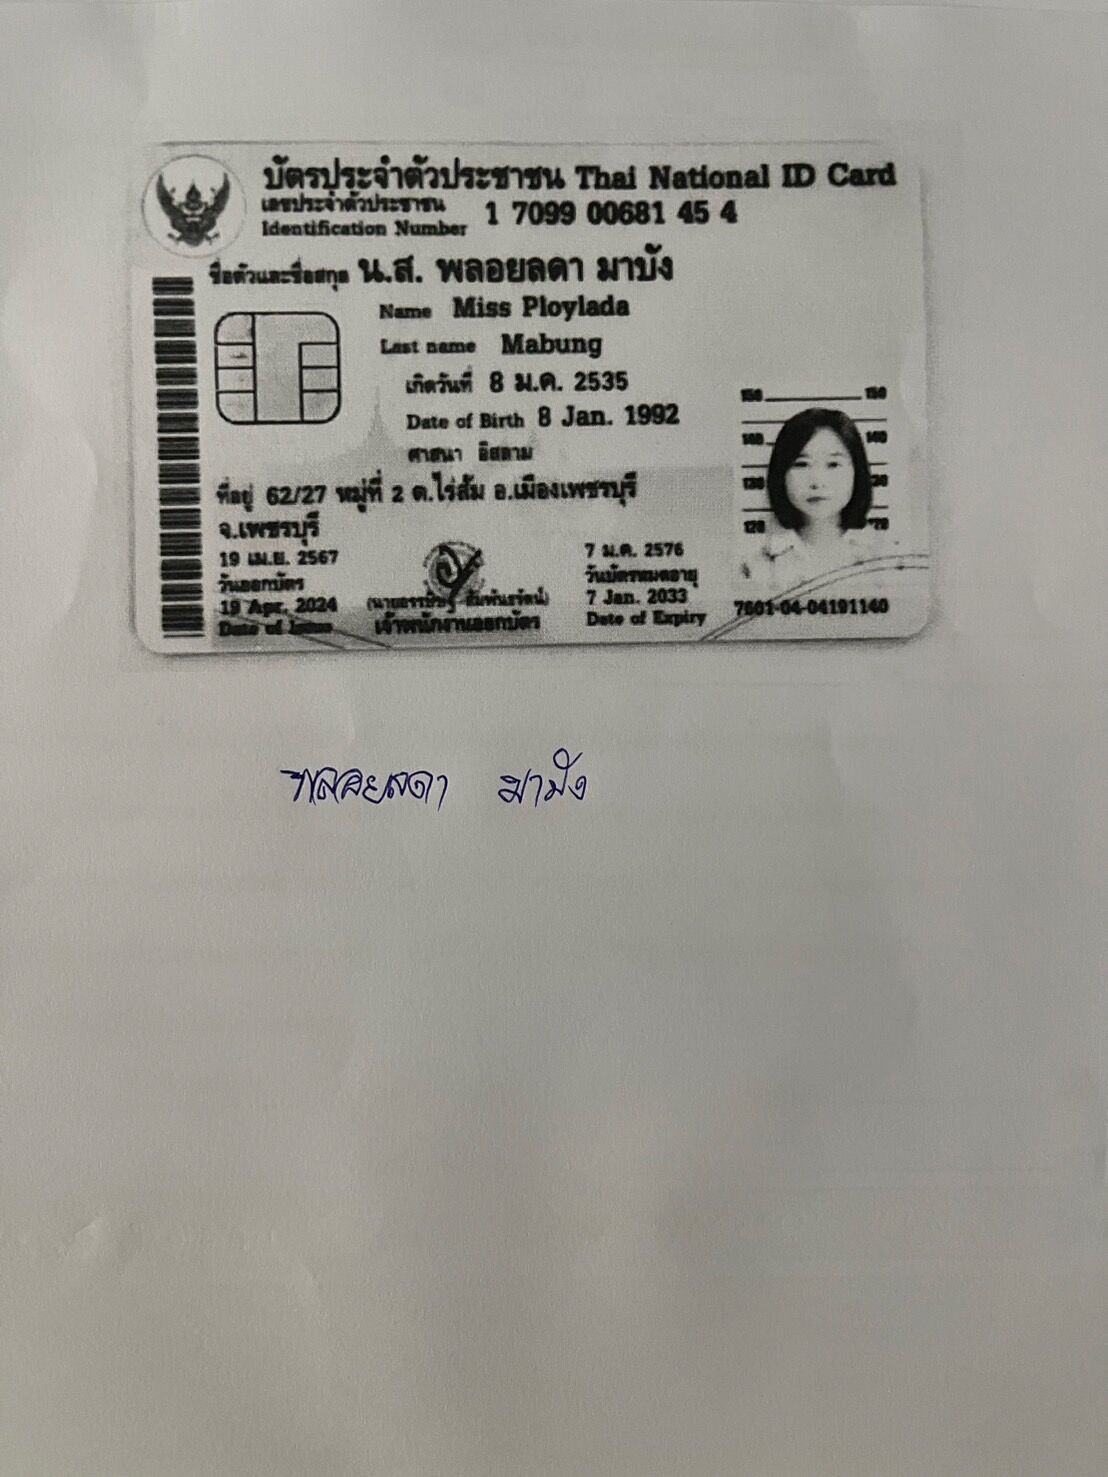 บัตรประจำตัวประชาชน Thai National ID Card
เลขประจำตัวประชาชน
Identification Number 1 7099 00681 45 4
ชื่อตัวและชื่อสกุล น.ส. พลอยลดา มาบัง
Name Miss Ploylada
Last name Mabung
เกิดวันที่ 8 ม.ค. 2535
Date of Birth 8 Jan. 1992
ศาสนา อิสลาม
ที่อยู่ 62/27 หมู่ที่ 2 ต.ไร่ส้ม อ.เมืองเพชรบุรี
จ.เพชรบุรี
19 เม.ย. 2567
วันออกบัตร
19 Apr. 2024
Date of Issue
เจ้าพนักงานออกบัตร
7 ม.ค. 2576
วันบัตรหมดอายุ
7 Jan. 2033
Date of Expiry
150 150
140 140
130 30
120 20
7601-04-04191140
พลอยลดา มาบัง